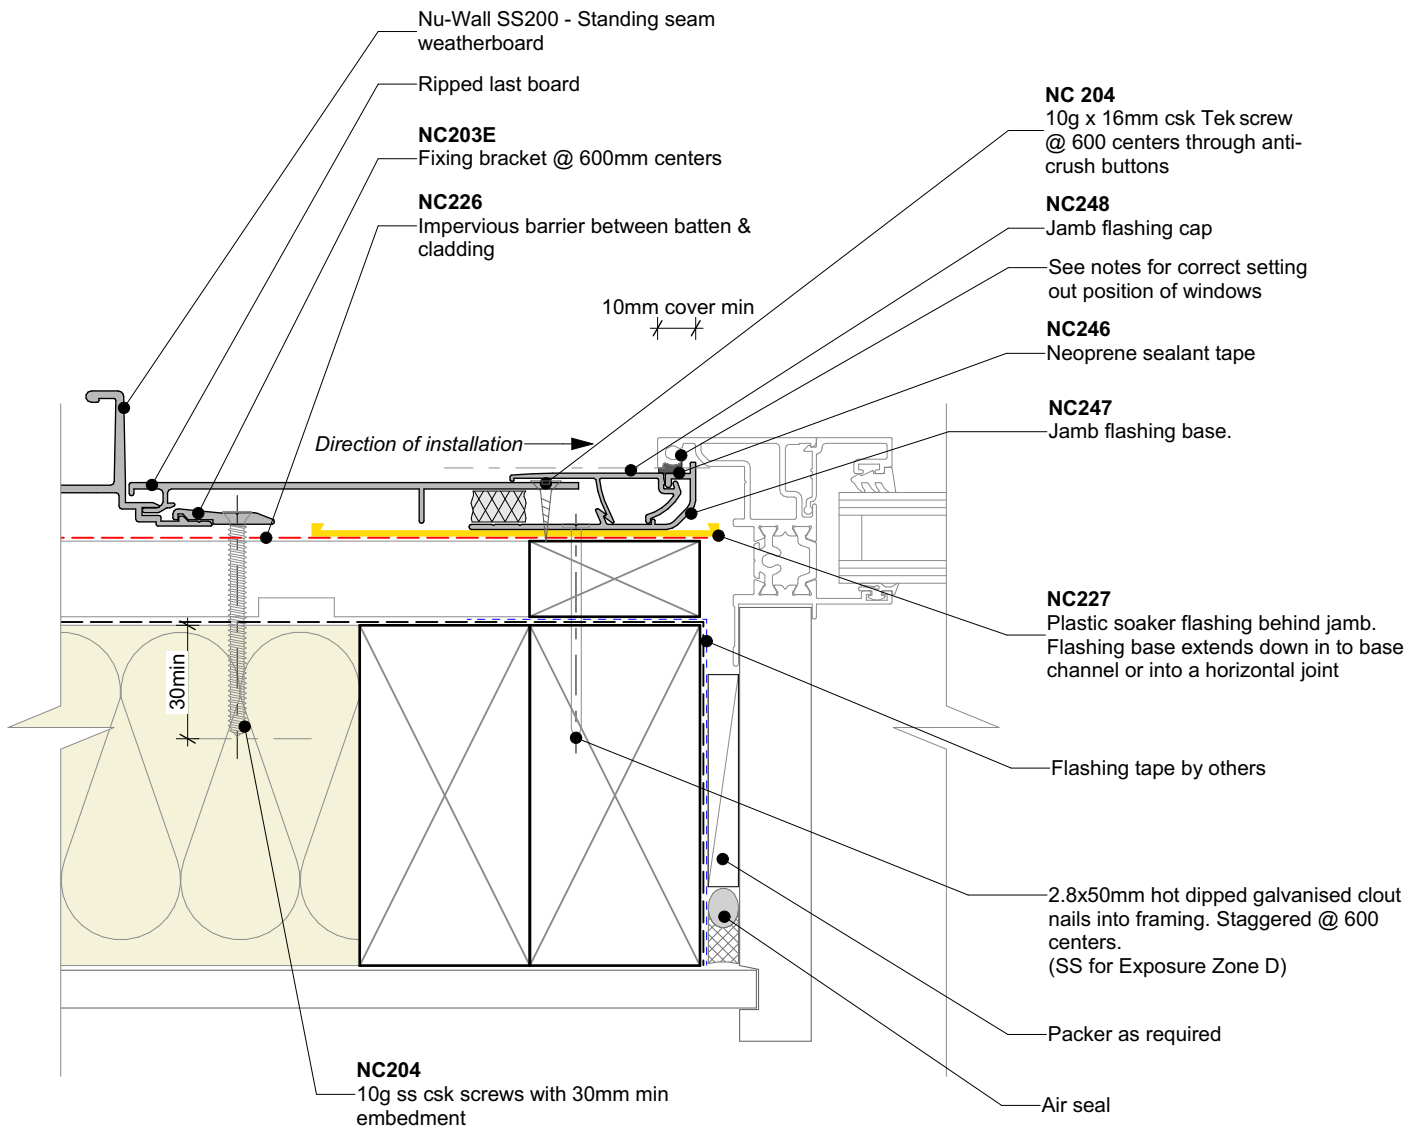 Nu-Wall SS200 - Standing seam
weatherboard
Ripped last board
NC203E
Fixing bracket @ 600mm centers
NC226
Impervious barrier between batten &
cladding
10mm cover min
Direction of installation
30min
NC204
10g ss csk screws with 30mm min
embedment
NC 204
10g x 16mm csk Tek screw
@ 600 centers through anti-
crush buttons
NC248
Jamb flashing cap
See notes for correct setting
out position of windows
NC246
Neoprene sealant tape
NC247
Jamb flashing base.
NC227
Plastic soaker flashing behind jamb.
Flashing base extends down in to base
channel or into a horizontal joint
Flashing tape by others
2.8x50mm hot dipped galvanised clout
nails into framing. Staggered @ 600
centers.
(SS for Exposure Zone D)
Packer as required
Air seal